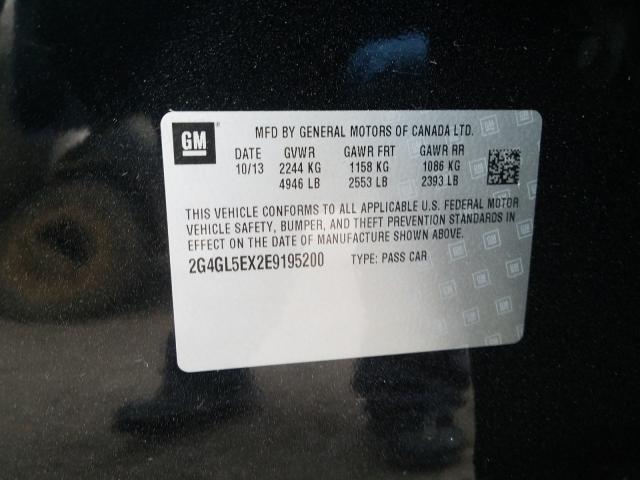 GM
MFD BY GENERAL MOTORS OF CANADA LTD.
DATE GVWR GAWR FRT GAWR RR
10/13 2244 KG 1158 KG 1086 KG
4946 LB 2553 LB 2393 LB
THIS VEHICLE CONFORMS TO ALL APPLICABLE U.S. FEDERAL MOTOR
VEHICLE SAFETY, BUMPER, AND THEFT PREVENTION STANDARDS IN
EFFECT ON THE DATE OF MANUFACTURE SHOWN ABOVE.
2G4GL5EX2E9195200 TYPE: PASS CAR